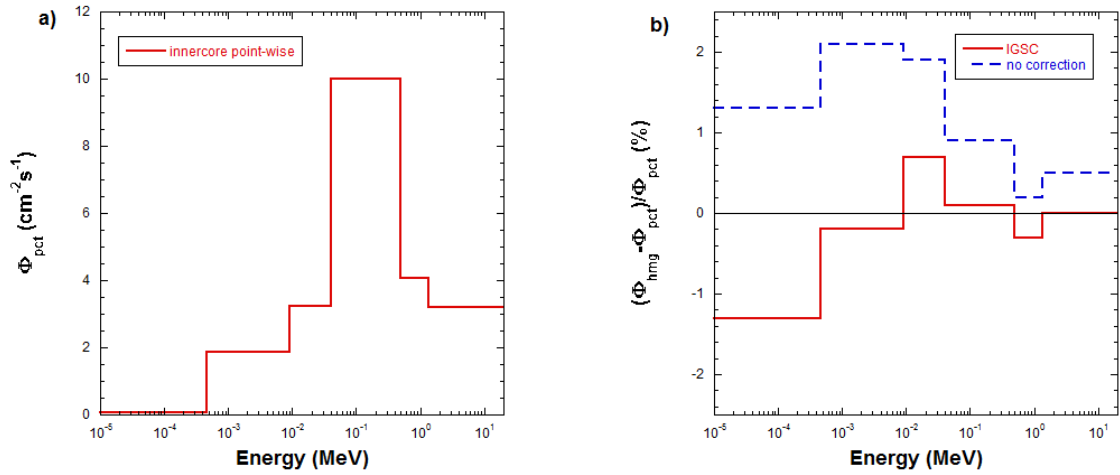 a)
innercore point-wise
12
10
8
6
4
2
0
Φpct (cm⁻²s⁻¹)
10⁻⁵ 10⁻⁴ 10⁻³ 10⁻² 10⁻¹ 10⁰ 10¹
Energy (MeV)
b)
IGSC
no correction
2
1
0
-1
-2
(Φhmg -Φpct)/Φpct (%)
10⁻⁵ 10⁻⁴ 10⁻³ 10⁻² 10⁻¹ 10⁰ 10¹
Energy (MeV)